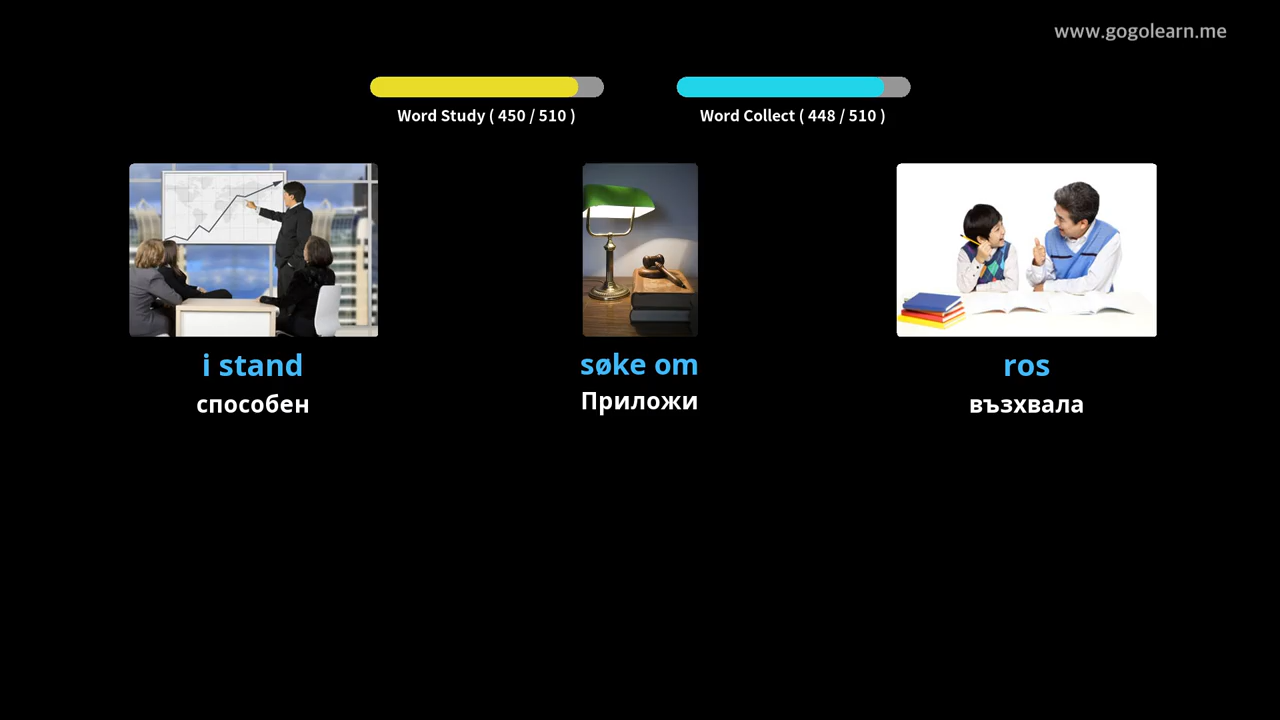 www.gogolearn.me
Word Study ( 450 / 510 )
Word Collect ( 448 / 510 )
i stand
søke om
ros
способен
Приложи
възхвала